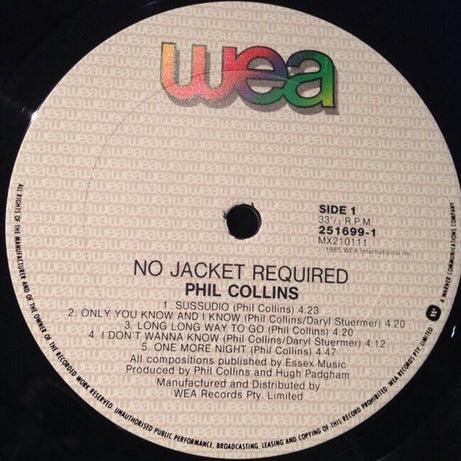 wea
SIDE 1
33⅓ R.P.M
251699-1
MX210111
1985 WEA International Inc
NO JACKET REQUIRED
PHIL COLLINS
1. SUSSUDIO (Phil Collins) 4.23
2. ONLY YOU KNOW AND I KNOW (Phil Collins/Daryl Stuermer) 4.20
3. LONG LONG WAY TO GO (Phil Collins) 4.20
4. I DON'T WANNA KNOW (Phil Collins/Daryl Stuermer) 4.12
5. ONE MORE NIGHT (Phil Collins) 4.47
All compositions published by Essex Music
Produced by Phil Collins and Hugh Padgham
Manufactured and Distributed by
WEA Records Pty. Limited
ALL RIGHTS OF THE MANUFACTURER AND OF THE OWNER OF THE RECORDED WORK RESERVED. UNAUTHORISED PUBLIC PERFORMANCE, BROADCASTING, LEASING AND COPYING OF THIS RECORD PROHIBITED. WEA RECORDS PTY. LIMITED
A WARNER COMMUNICATIONS COMPANY